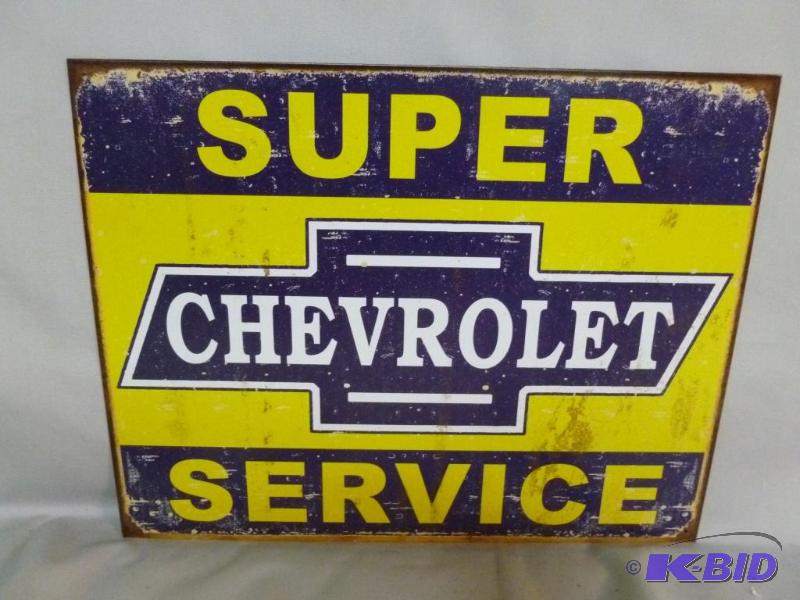 SUPER
CHEVROLET
SERVICE
© K-BID